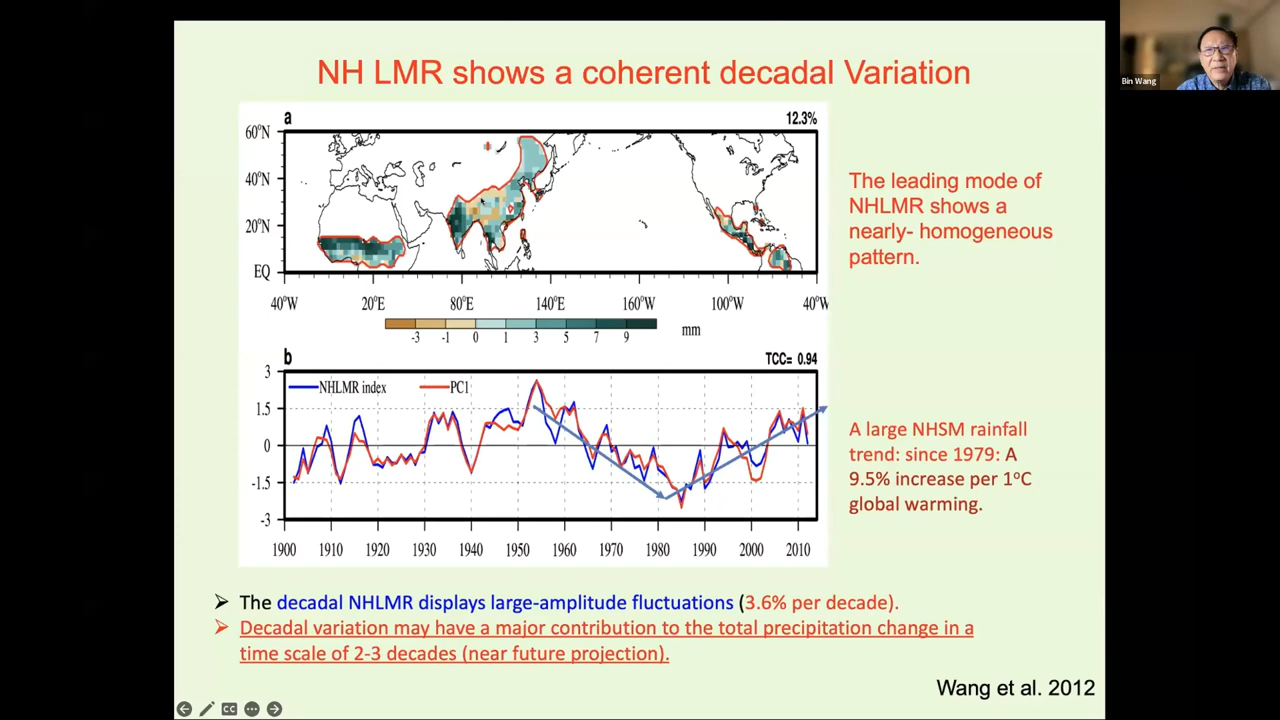 Bin Wang
NH LMR shows a coherent decadal Variation
a
12.3%
60°N
40°N
20°N
EQ
40°W 20°E 80°E 140°E 160°W 100°W 40°W
-3 -1 0 1 3 5 7 9 mm
The leading mode of
NHLMR shows a
nearly- homogeneous
pattern.
b
TCC= 0.94
NHLMR index PC1
3
1.5
0
-1.5
-3
1900 1910 1920 1930 1940 1950 1960 1970 1980 1990 2000 2010
A large NHSM rainfall
trend: since 1979: A
9.5% increase per 1°C
global warming.
➢ The decadal NHLMR displays large-amplitude fluctuations (3.6% per decade).
➢ Decadal variation may have a major contribution to the total precipitation change in a
time scale of 2-3 decades (near future projection).
Wang et al. 2012
CC